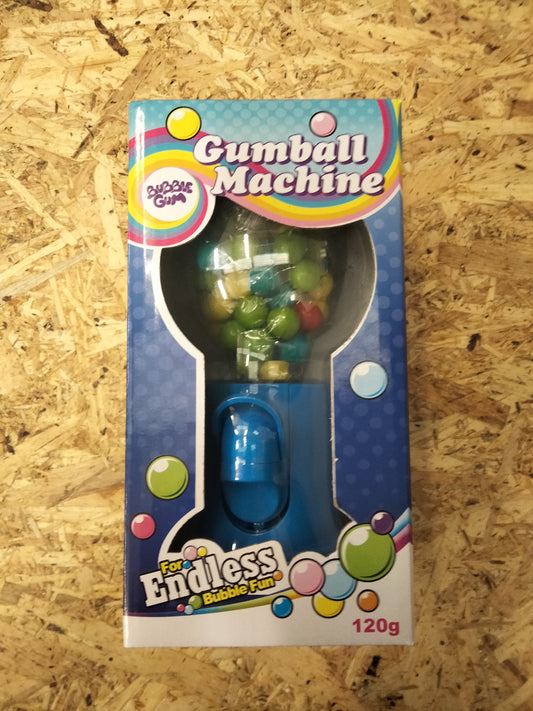 Gumball
Machine
BUBBLE
GUM
For
Endless
Bubble Fun
120g